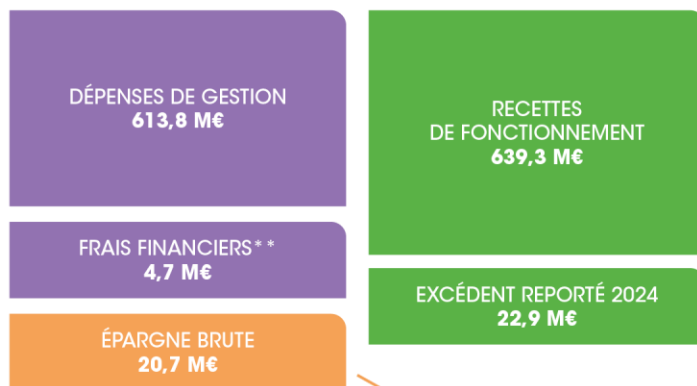 DÉPENSES DE GESTION
613,8 M€
FRAIS FINANCIERS**
4,7 M€
ÉPARGNE BRUTE
20,7 M€
RECETTES
DE FONCTIONNEMENT
639,3 M€
EXCÉDENT REPORTÉ 2024
22,9 M€